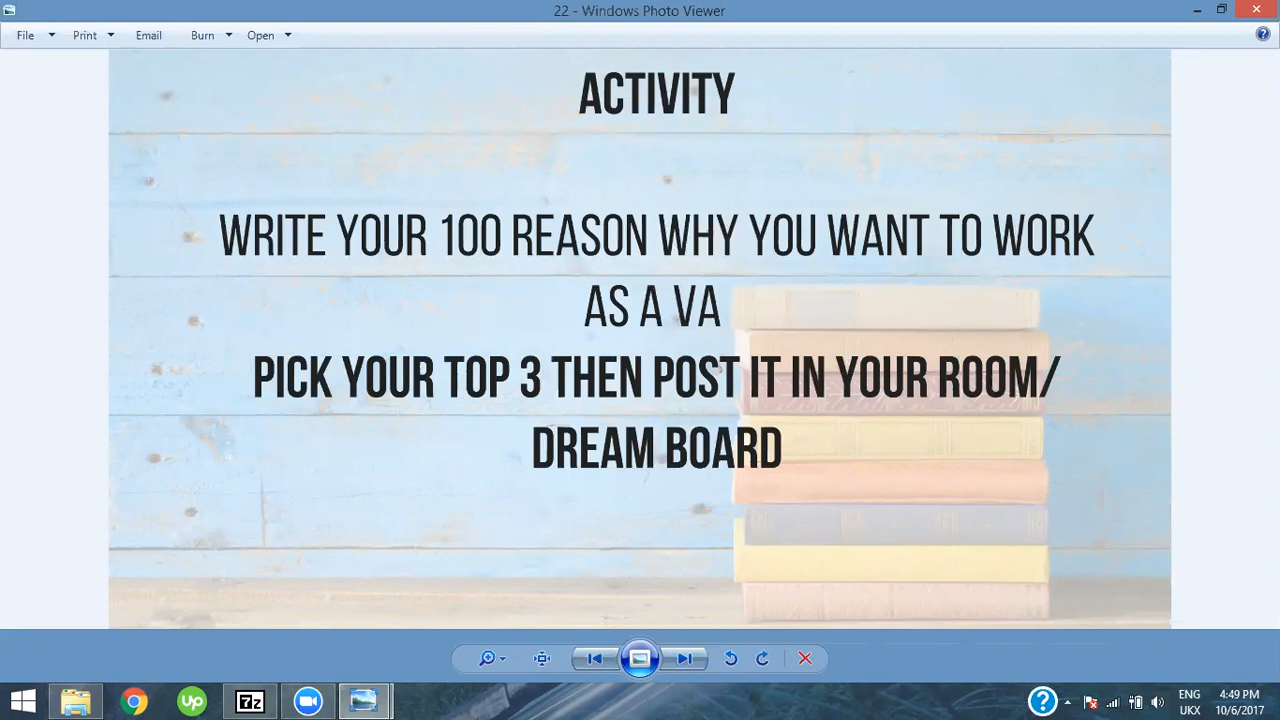 22 - Windows Photo Viewer
File Print Email Burn Open
ACTIVITY
WRITE YOUR 100 REASON WHY YOU WANT TO WORK
AS A VA
PICK YOUR TOP 3 THEN POST IT IN YOUR ROOM/
DREAM BOARD
up 7z ENG 4:49 PM
UKX 10/6/2017